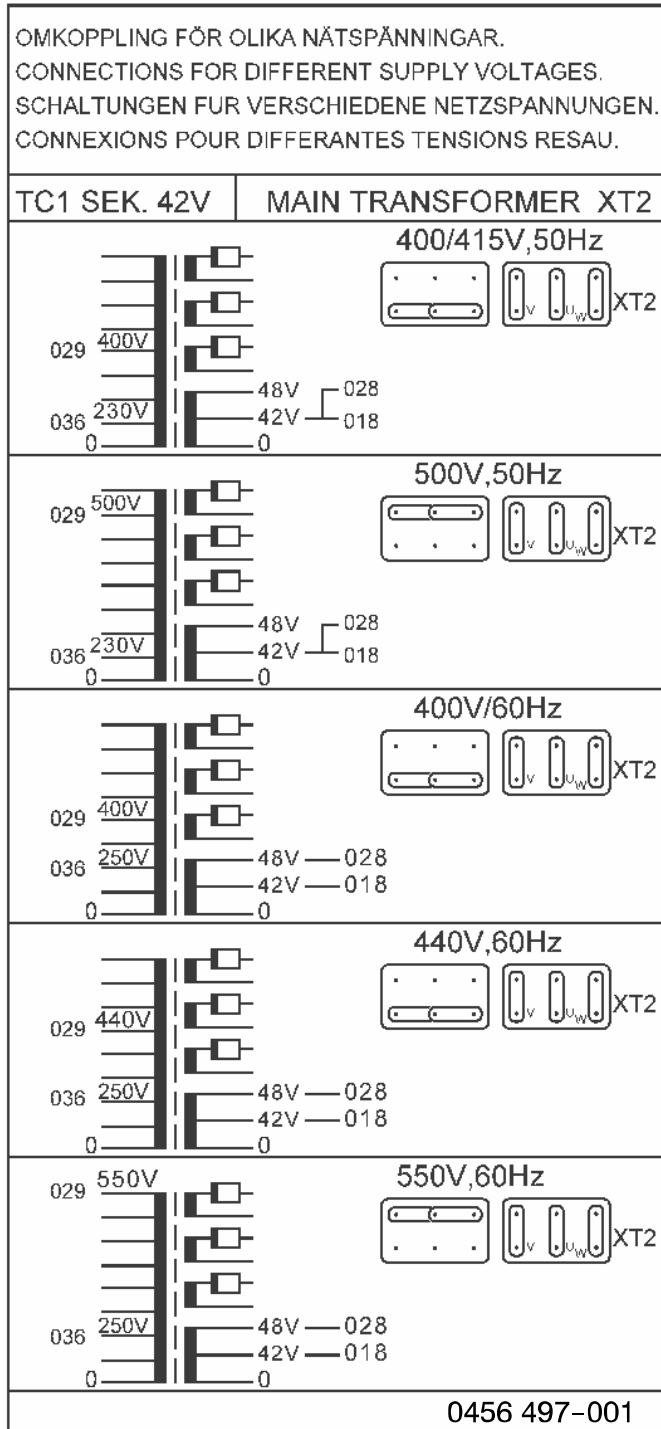 OMKOPPLING FÖR OLIKA NÄTSPÄNNINGAR.
CONNECTIONS FOR DIFFERENT SUPPLY VOLTAGES.
SCHALTUNGEN FUR VERSCHIEDENE NETZSPANNUNGEN.
CONNEXIONS POUR DIFFERANTES TENSIONS RESAU.
TC1 SEK. 42V MAIN TRANSFORMER XT2
400/415V,50Hz
V U W XT2
029 400V
48V 028
036 230V 42V 018
0 0
500V,50Hz
029 500V
V U W XT2
48V 028
036 230V 42V 018
0 0
400V/60Hz
V U W XT2
029 400V
036 250V 48V 028
42V 018
0 0
440V,60Hz
V U W XT2
029 440V
036 250V 48V 028
42V 018
0 0
029 550V 550V,60Hz
V U W XT2
036 250V 48V 028
42V 018
0 0
0456 497-001